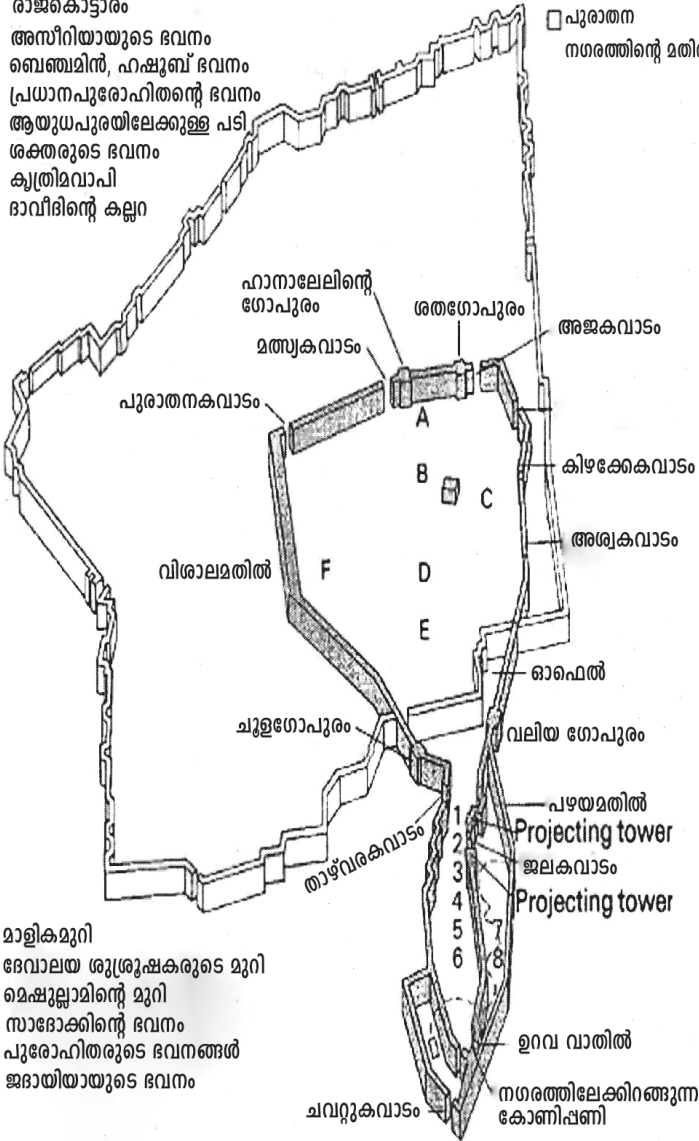 രാജകൊട്ടാരം
അസീറിയായുടെ ഭവനം
ബെഞ്ചമിൻ, ഹഷൂബ് ഭവനം
പ്രധാനപുരോഹിതന്റെ ഭവനം
ആയുധപുരയിലേക്കുള്ള പടി
ശക്തരുടെ ഭവനം
കൃത്രിമവാപി
ദാവീദിന്റെ കല്ലറ
പുരാതന
നഗരത്തിന്റെ
ഹാനാലേലിന്റെ
ഗോപുരം
ശതഗോപുരം
അജകവാടം
മത്സ്യകവാടം
പുരാതനകവാടം
A
B
C
കിഴക്കേകവാടം
അശ്വകവാടം
വിശാലമതിൽ
F
D
E
ഓഫെൽ
ചൂളഗോപുരം
വലിയ ഗോപുരം
പഴയമതിൽ
1
Projecting tower
2
ജലകവാടം
താഴ്വരകവാടം
3
4
Projecting tower
5
7
6
8
മാളികമുറി
ദേവാലയ ശുശ്രൂഷകരുടെ മുറി
മെഷുല്ലാമിന്റെ മുറി
സാദോക്കിന്റെ ഭവനം
പുരോഹിതരുടെ ഭവനങ്ങൾ
ജദായിയായുടെ ഭവനം
ഉറവ വാതിൽ
നഗരത്തിലേക്കിറങ്ങുന്ന
കോണിപ്പണി
ചവറ്റുകവാടം